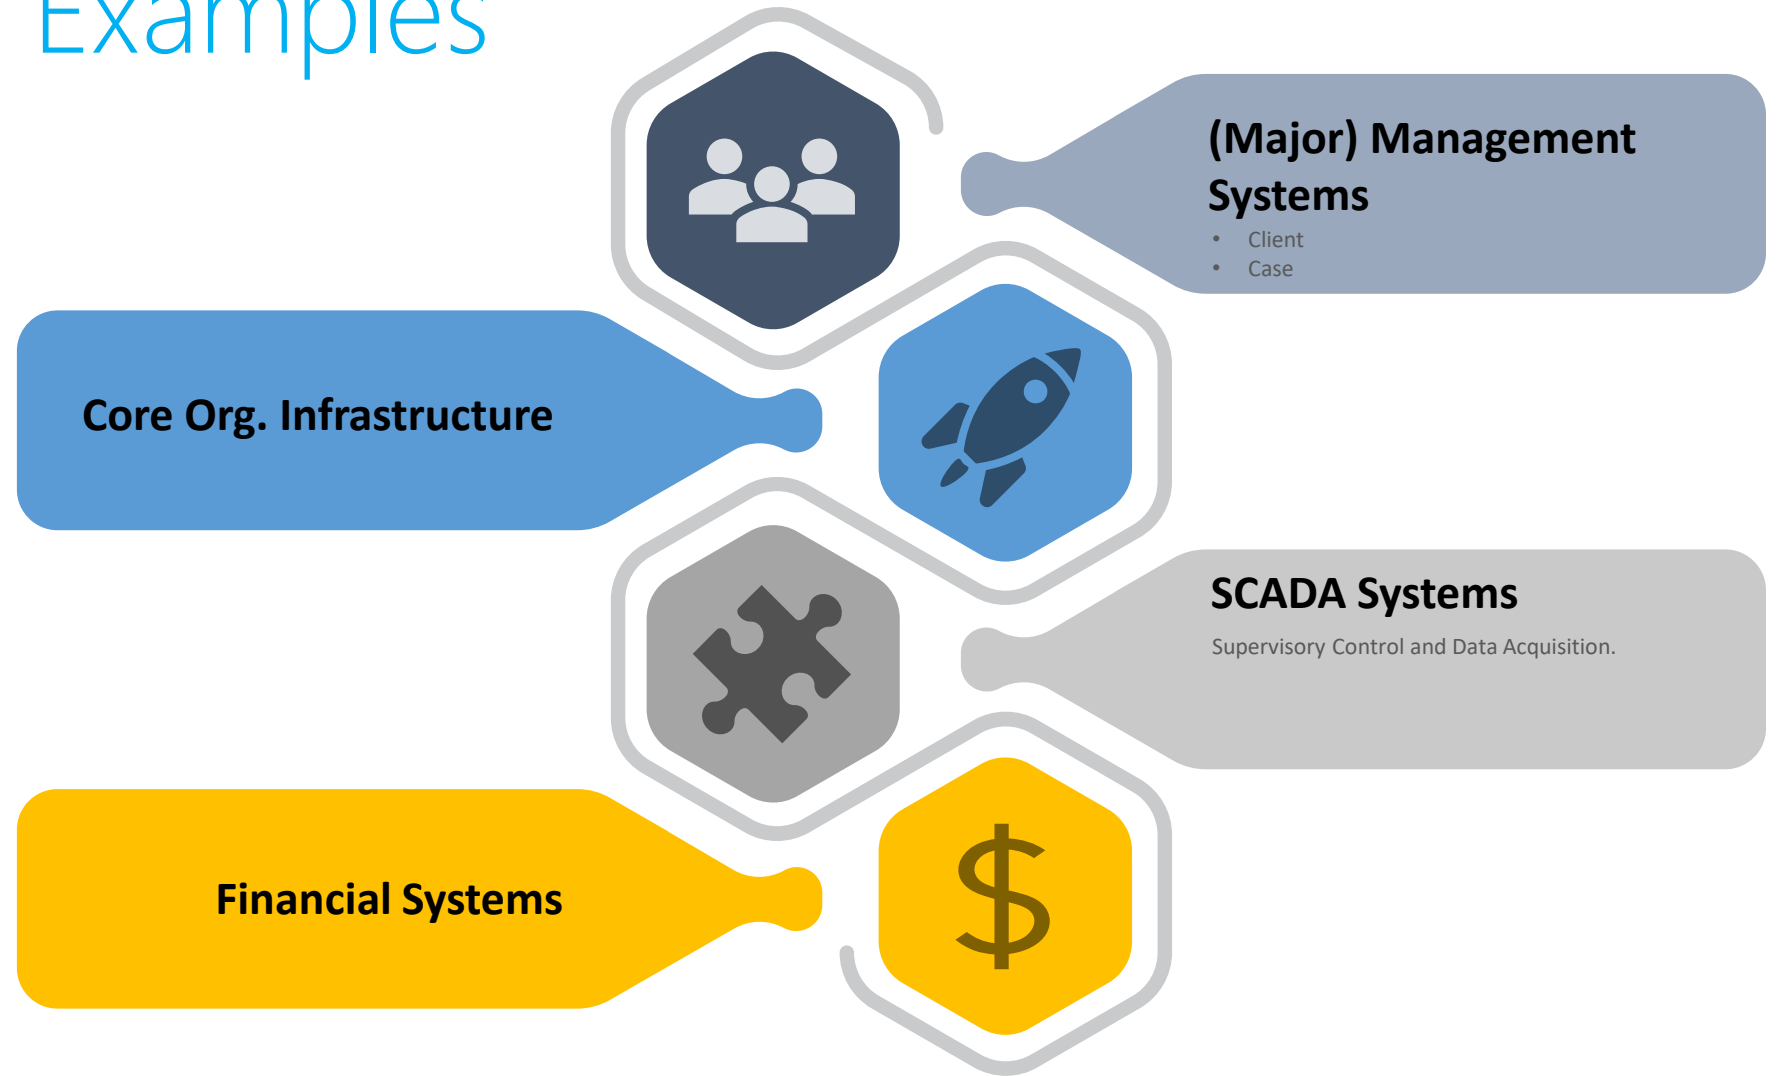 Examples
(Major) Management
Systems
• Client
• Case
Core Org. Infrastructure
SCADA Systems
Supervisory Control and Data Acquisition.
Financial Systems
$